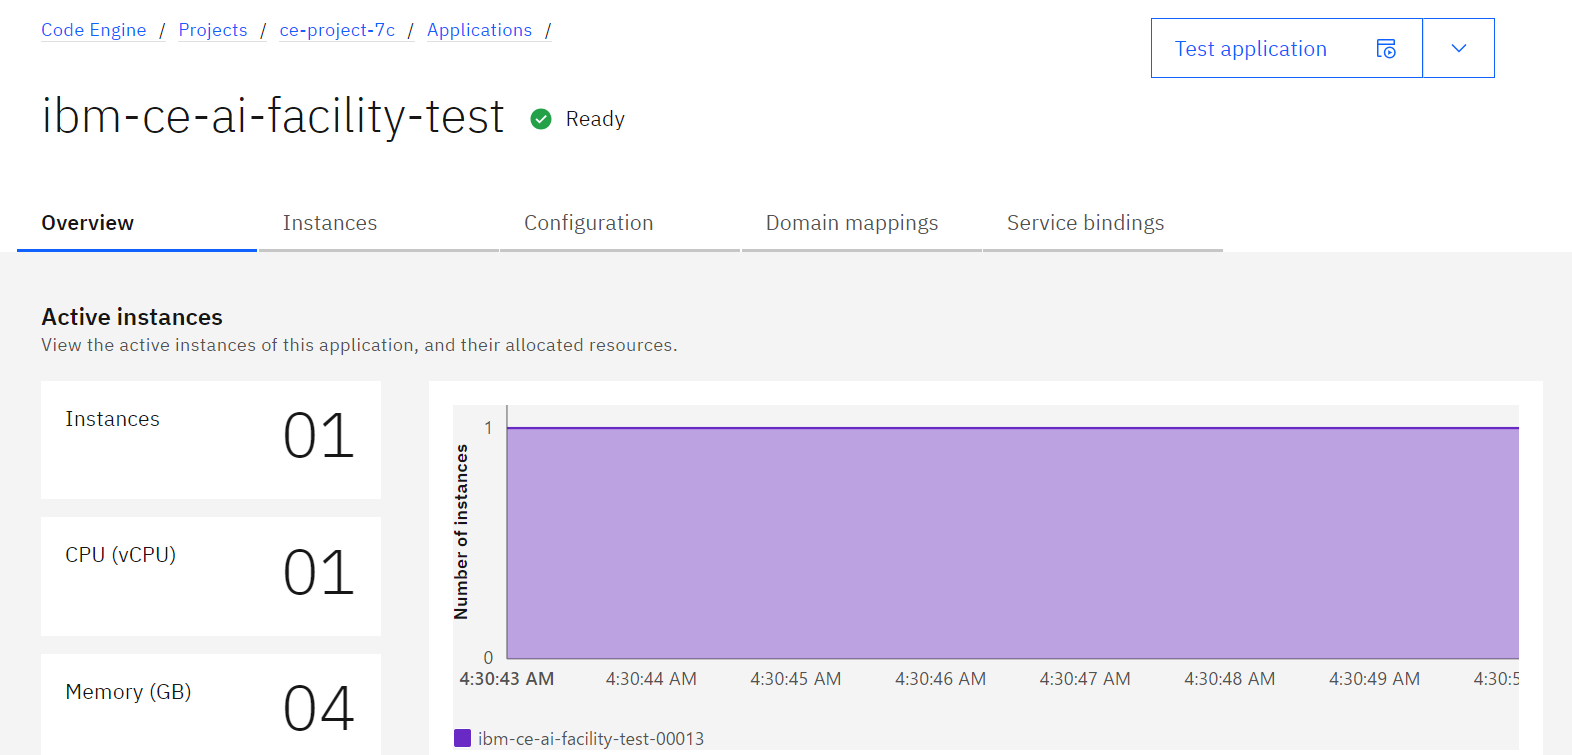 Code Engine / Projects / ce-project-7c / Applications /
Test application
ibm-ce-ai-facility-test Ready
Overview Instances Configuration Domain mappings Service bindings
Active instances
View the active instances of this application, and their allocated resources.
Instances 01
CPU (vCPU) 01
Memory (GB) 04
Number of instances
1
0
4:30:43 AM 4:30:44 AM 4:30:45 AM 4:30:46 AM 4:30:47 AM 4:30:48 AM 4:30:49 AM 4:30:5
ibm-ce-ai-facility-test-00013